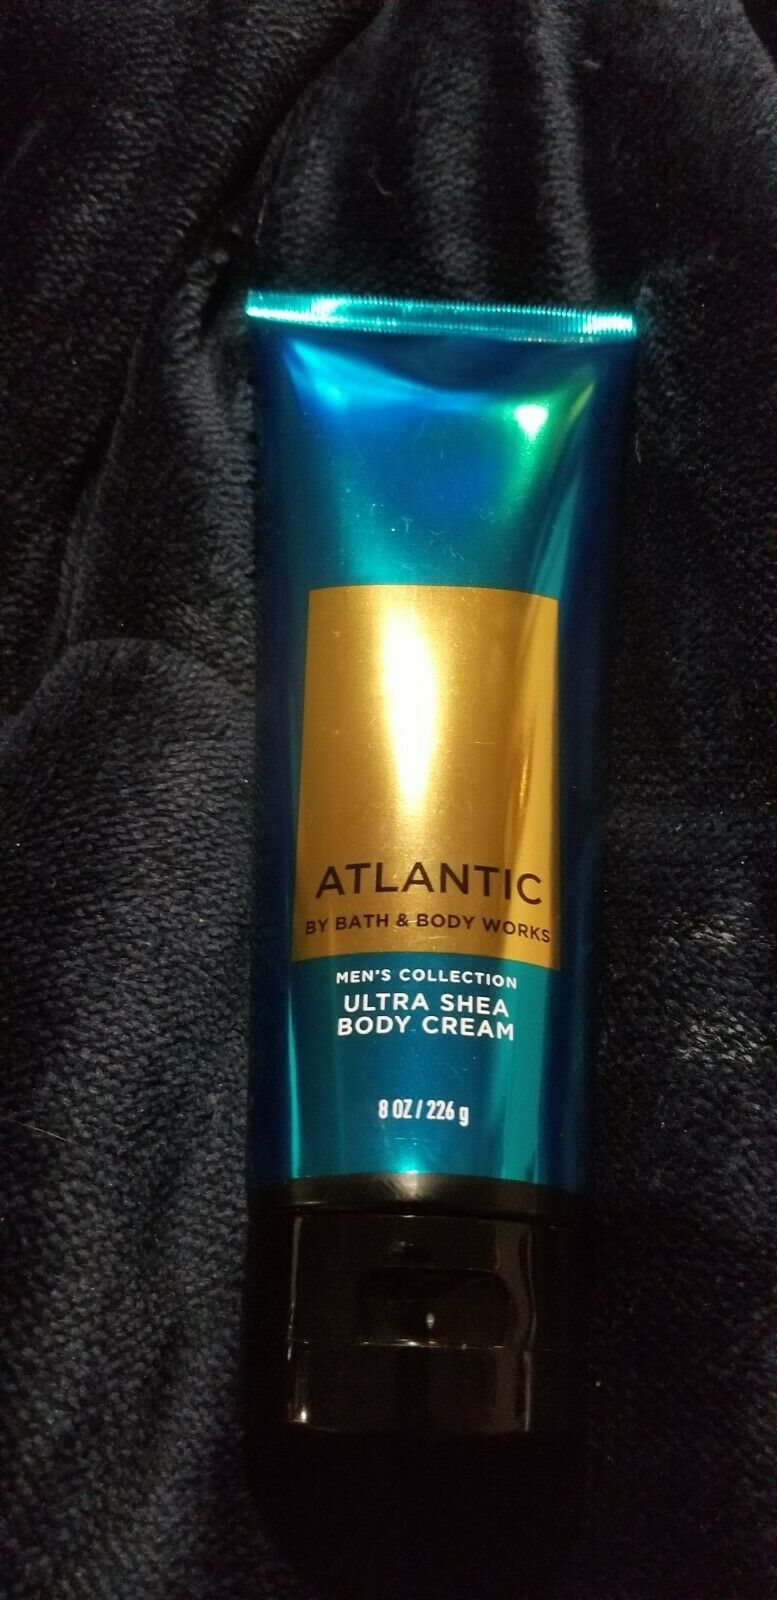 ATLANTIC
BY BATH & BODY WORKS
MEN'S COLLECTION
ULTRA SHEA
BODY CREAM
8 OZ / 226 g